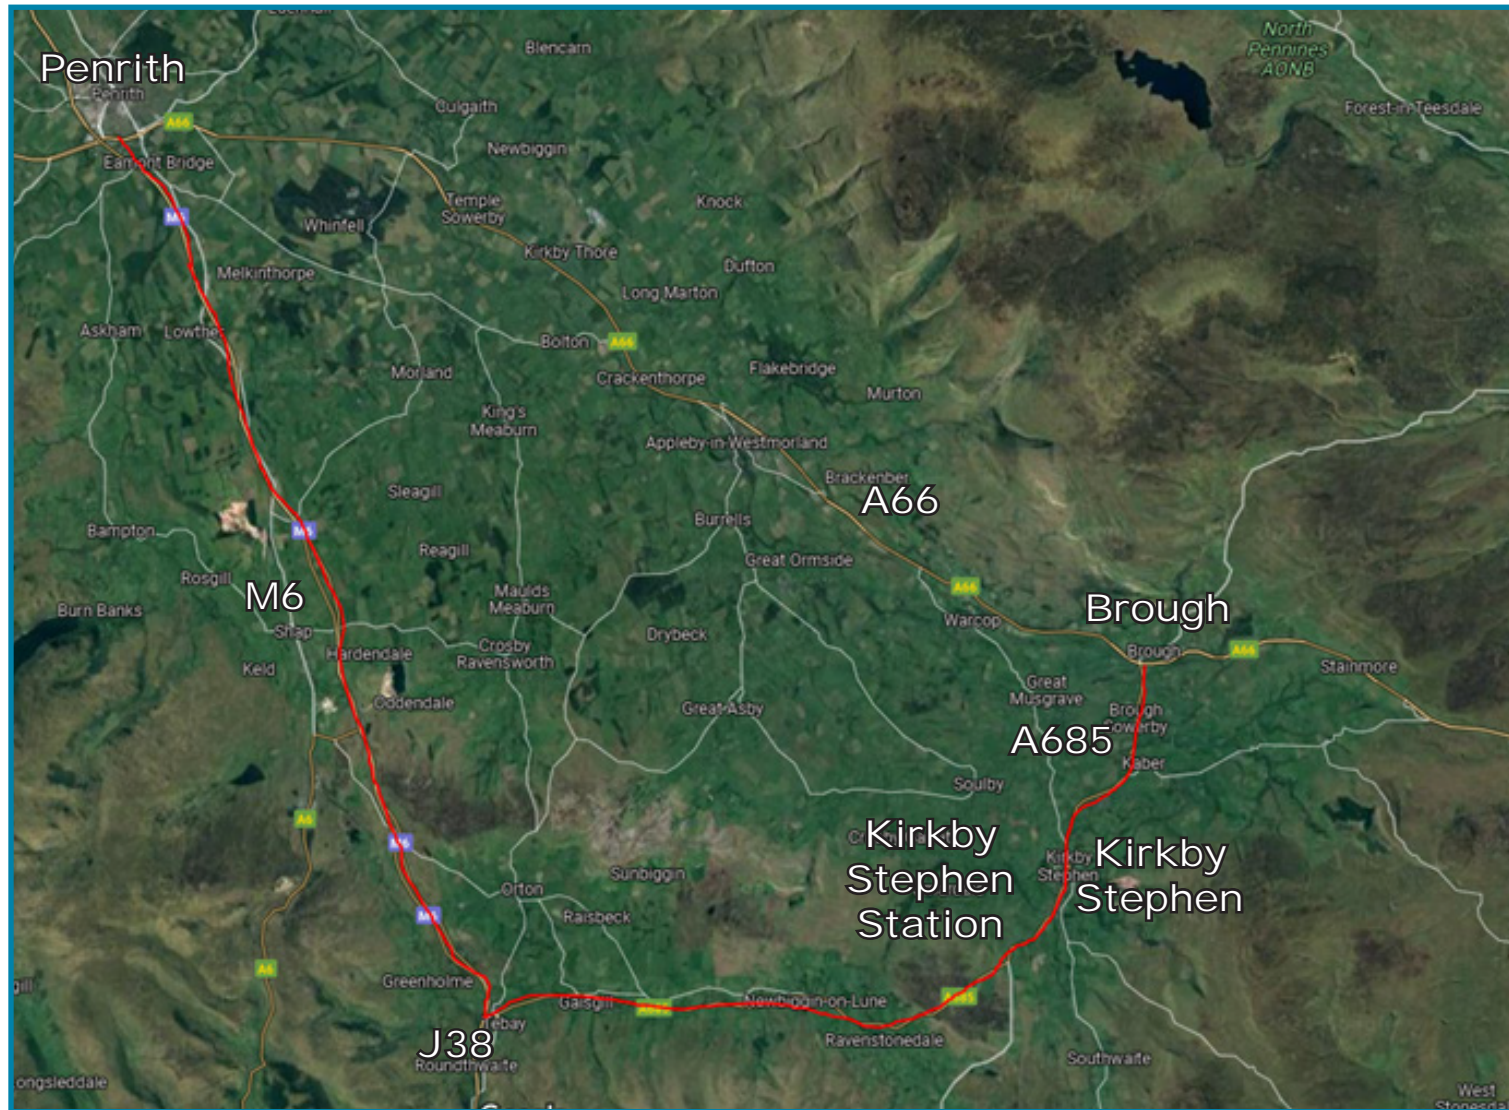 North
Pennines
AONB
Blencarn
Penrith
Penrith
Culgaith
Forest-in-Teesdale
A66
Newbiggin
Eamont Bridge
Temple
Sowerby
Knock
M6
Whinfell
Kirkby Thore
Dufton
Melkinthorpe
Long Marton
Askham
Lowther
Bolton
A66
Morland
Crackenthorpe
Flakebridge
Murton
King's
Meaburn
Appleby-in-Westmorland
Brackenber
Sleagill
A66
Bampton
M6
Burrells
Reagill
Great Ormside
Rosgill
Maulds
Meaburn
A66
M6
Burn Banks
Brough
Warcop
Shap
Drybeck
Hardendale
Crosby
Ravensworth
Brough
A66
Keld
Stainmore
Great
Musgrave
Oddendale
Great Asby
Brough
Sowerby
A685
Kaber
Soulby
A6
Kirkby
Stephen
Station
M6
Kirkby
Stephen
Kirkby
Stephen
Sunbiggin
Orton
M6
Raisbeck
A6
Greenholme
gill
Gaisgill
Newbiggin-on-Lune
A685
Tebay
J38
Ravenstonedale
Roundthwaite
Southwaite
ongsleddale
West